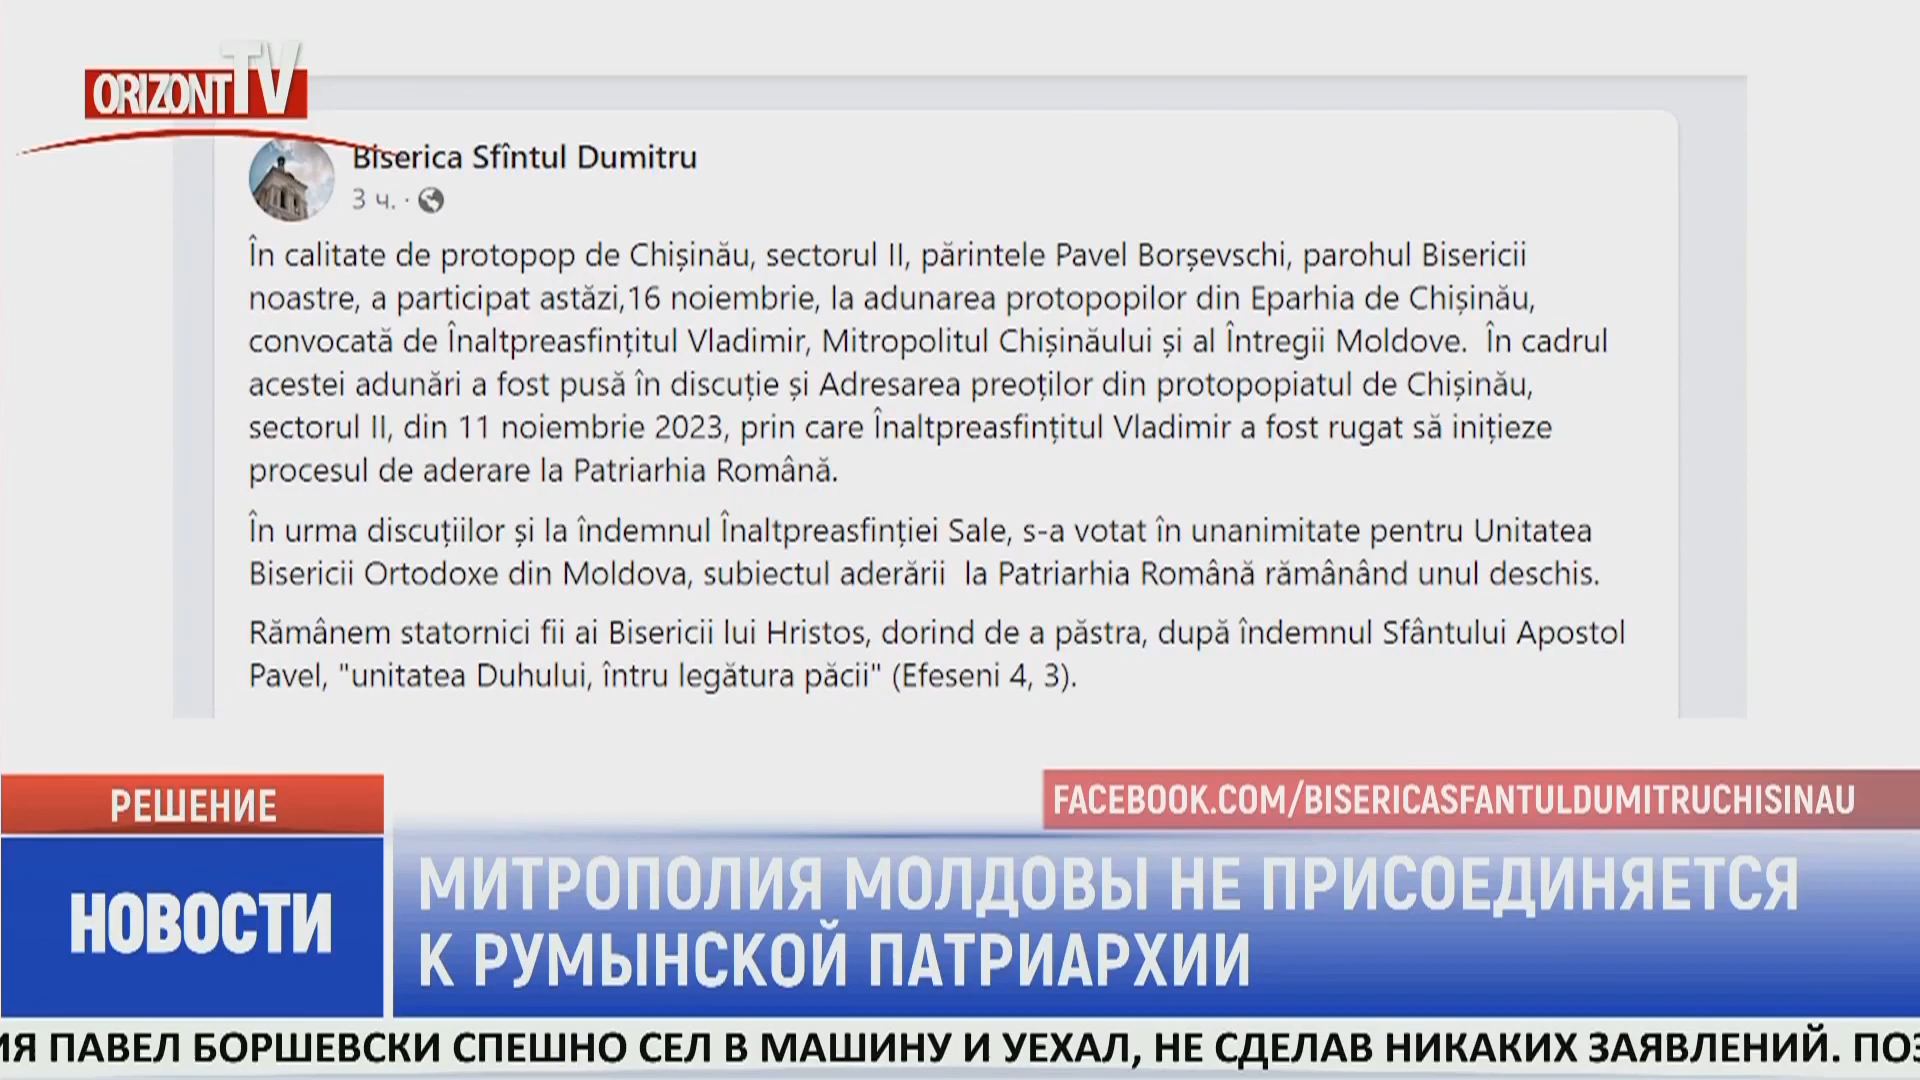 ORIZONT TV
Biserica Sfîntul Dumitru
3 ч. ·
În calitate de protopop de Chișinău, sectorul II, părintele Pavel Borșevschi, parohul Bisericii
noastre, a participat astăzi,16 noiembrie, la adunarea protopopilor din Eparhia de Chișinău,
convocată de Înaltpreasfințitul Vladimir, Mitropolitul Chișinăului și al Întregii Moldove.  În cadrul
acestei adunări a fost pusă în discuție și Adresarea preoților din protopopiatul de Chișinău,
sectorul II, din 11 noiembrie 2023, prin care Înaltpreasfințitul Vladimir a fost rugat să inițieze
procesul de aderare la Patriarhia Română.
În urma discuțiilor și la îndemnul Înaltpreasfinției Sale, s-a votat în unanimitate pentru Unitatea
Bisericii Ortodoxe din Moldova, subiectul aderării  la Patriarhia Română rămânând unul deschis.
Rămânem statornici fii ai Bisericii lui Hristos, dorind de a păstra, după îndemnul Sfântului Apostol
Pavel, "unitatea Duhului, întru legătura păcii" (Efeseni 4, 3).
FACEBOOK.COM/BISERICASFANTULDUMITRUCHISINAU
РЕШЕНИЕ
НОВОСТИ
МИТРОПОЛИЯ МОЛДОВЫ НЕ ПРИСОЕДИНЯЕТСЯ
К РУМЫНСКОЙ ПАТРИАРХИИ
ИЯ ПАВЕЛ БОРШЕВСКИ СПЕШНО СЕЛ В МАШИНУ И УЕХАЛ, НЕ СДЕЛАВ НИКАКИХ ЗАЯВЛЕНИЙ. ПОЗ